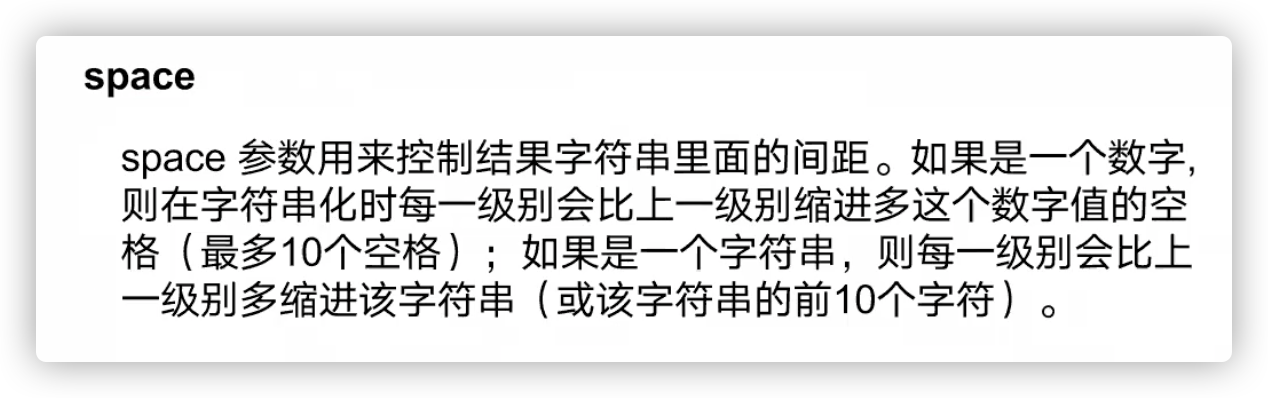 space
space 参数用来控制结果字符串里面的间距。如果是一个数字,
则在字符串化时每一级别会比上一级别缩进多这个数字值的空
格（最多10个空格）；如果是一个字符串，则每一级别会比上
一级别多缩进该字符串（或该字符串的前10个字符）。